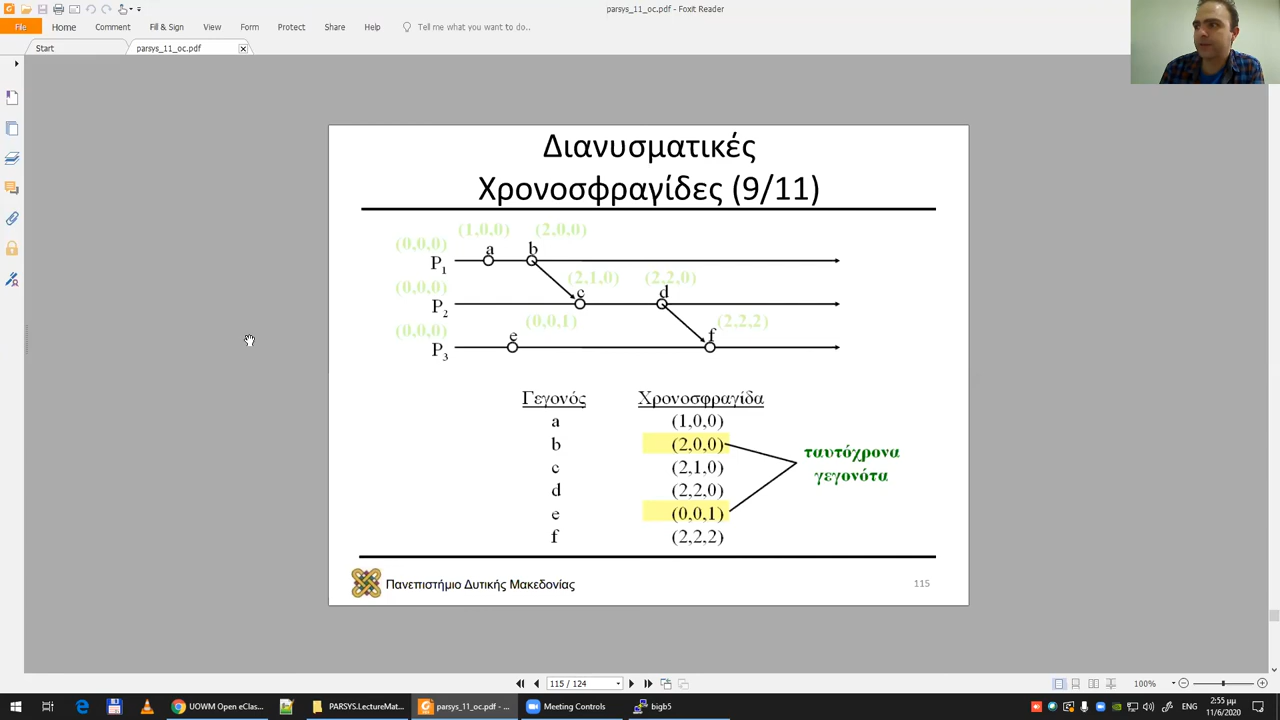 parsys_11_oc.pdf - Foxit Reader
File Home Comment Fill & Sign View Form Protect Share Help Tell me what you want to do..
Start parsys_11_oc.pdf
Διανυσματικές
Χρονοσφραγίδες (9/11)
(1,0,0) (2,0,0)
(0,0,0) a b
P1
(2,1,0) (2,2,0)
(0,0,0) c d
P2
(0,0,1) (2,2,2)
(0,0,0) e f
P3
Γεγονός Χρονοσφραγίδα
a (1,0,0)
b (2,0,0)
c (2,1,0)
d (2,2,0)
e (0,0,1)
f (2,2,2)
ταυτόχρονα
γεγονότα
Πανεπιστήμιο Δυτικής Μακεδονίας 115
115 / 124 100%
UOWM Open eClas... PARSYS.LectureMat... parsys_11_oc.pdf - ... Meeting Controls bigb5 ENG 2:55 μμ
11/6/2020